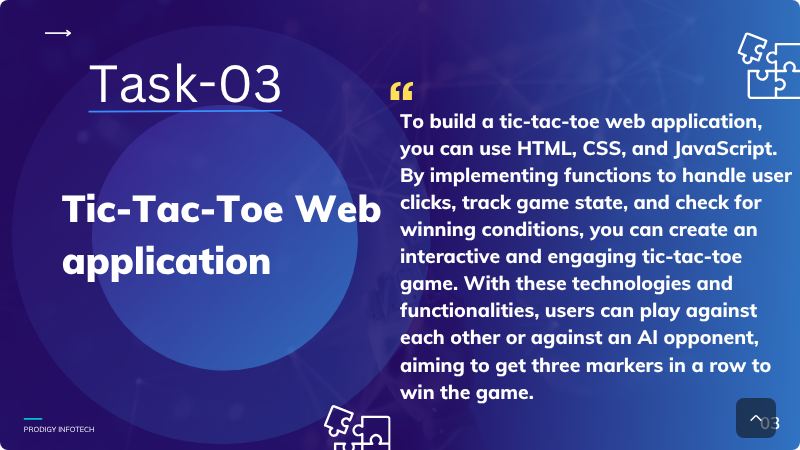 Task-03
Tic-Tac-Toe Web
application
“
To build a tic-tac-toe web application,
you can use HTML, CSS, and JavaScript.
By implementing functions to handle user
clicks, track game state, and check for
winning conditions, you can create an
interactive and engaging tic-tac-toe
game. With these technologies and
functionalities, users can play against
each other or against an AI opponent,
aiming to get three markers in a row to
win the game.
PRODIGY INFOTECH
03